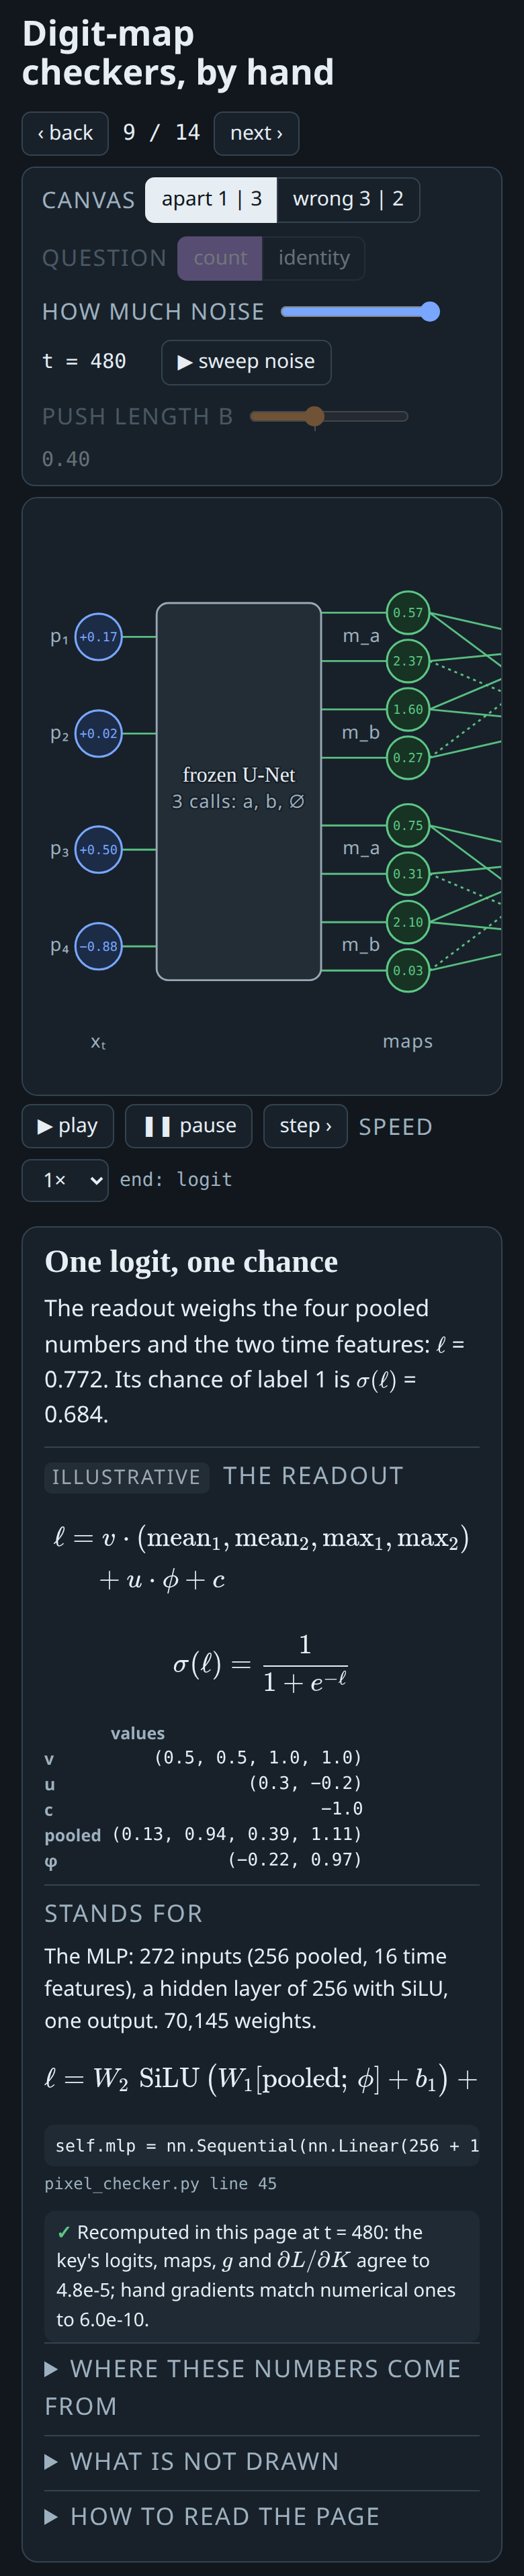 Digit-map
checkers, by hand
‹ back 9 / 14 next ›
CANVAS apart 1 | 3 wrong 3 | 2
QUESTION count identity
HOW MUCH NOISE
t = 480 ▶ sweep noise
PUSH LENGTH B
0.40
p₁ +0.17
p₂ +0.02
p₃ +0.50
p₄ −0.88
xₜ
frozen U-Net
3 calls: a, b, ∅
m_a
0.57
2.37
m_b
1.60
0.27
m_a
0.75
0.31
m_b
2.10
0.03
maps
▶ play ❚❚ pause step › SPEED
1× end: logit
One logit, one chance
The readout weighs the four pooled
numbers and the two time features: ℓ =
0.772. Its chance of label 1 is σ(ℓ) =
0.684.
ILLUSTRATIVE THE READOUT
ℓ = v · (mean₁, mean₂, max₁, max₂)
+ u · ϕ + c
σ(ℓ) = 1 / (1 + e^{−ℓ})
values
v (0.5, 0.5, 1.0, 1.0)
u (0.3, −0.2)
c −1.0
pooled (0.13, 0.94, 0.39, 1.11)
φ (−0.22, 0.97)
STANDS FOR
The MLP: 272 inputs (256 pooled, 16 time
features), a hidden layer of 256 with SiLU,
one output. 70,145 weights.
ℓ = W₂ SiLU (W₁[pooled; ϕ] + b₁) +
self.mlp = nn.Sequential(nn.Linear(256 + 1
pixel_checker.py line 45
✓ Recomputed in this page at t = 480: the
key's logits, maps, g and ∂L/∂K agree to
4.8e-5; hand gradients match numerical ones
to 6.0e-10.
▶ WHERE THESE NUMBERS COME
FROM
▶ WHAT IS NOT DRAWN
▶ HOW TO READ THE PAGE